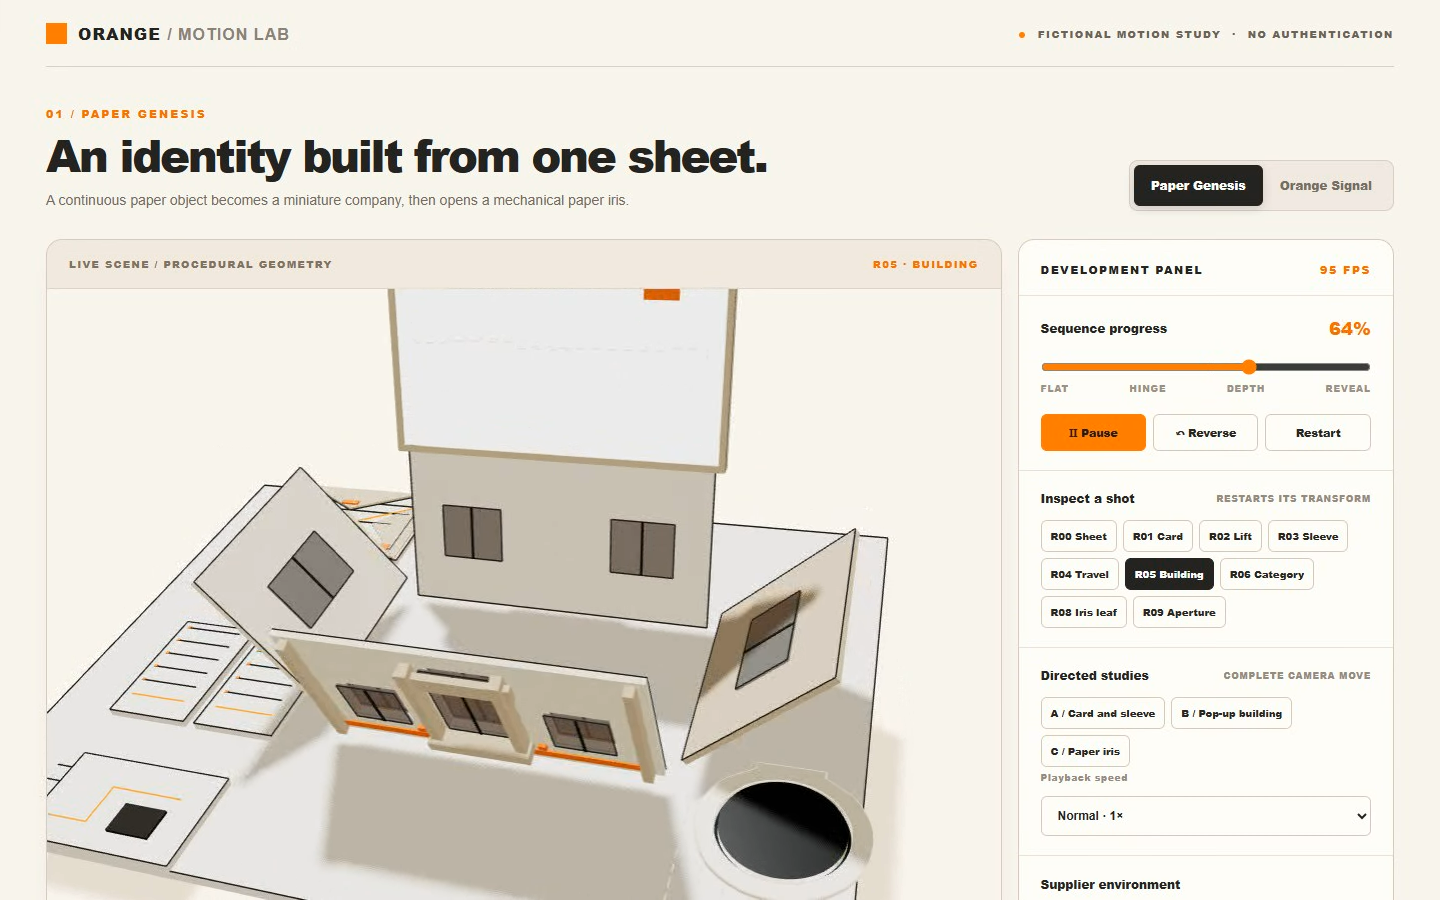 ORANGE / MOTION LAB
FICTIONAL MOTION STUDY · NO AUTHENTICATION
01 / PAPER GENESIS
An identity built from one sheet.
A continuous paper object becomes a miniature company, then opens a mechanical paper iris.
Paper Genesis
Orange Signal
LIVE SCENE / PROCEDURAL GEOMETRY
R05 · BUILDING
DEVELOPMENT PANEL
95 FPS
Sequence progress
64%
FLAT
HINGE
DEPTH
REVEAL
Pause
Reverse
Restart
Inspect a shot
RESTARTS ITS TRANSFORM
R00 Sheet
R01 Card
R02 Lift
R03 Sleeve
R04 Travel
R05 Building
R06 Category
R08 Iris leaf
R09 Aperture
Directed studies
COMPLETE CAMERA MOVE
A / Card and sleeve
B / Pop-up building
C / Paper iris
Playback speed
Normal · 1×
Supplier environment